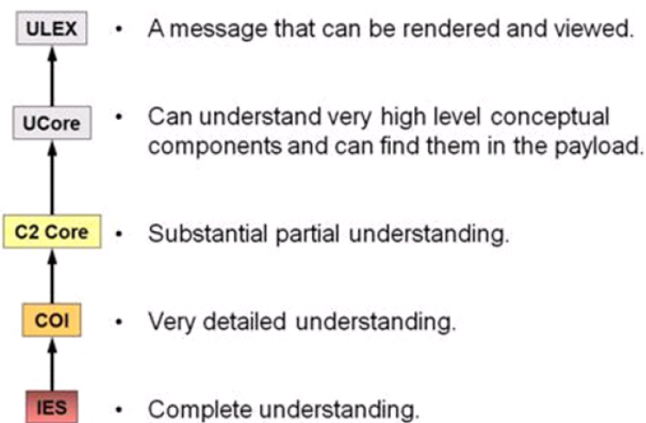 ULEX • A message that can be rendered and viewed.
UCore • Can understand very high level conceptual
components and can find them in the payload.
C2 Core • Substantial partial understanding.
COI • Very detailed understanding.
IES • Complete understanding.